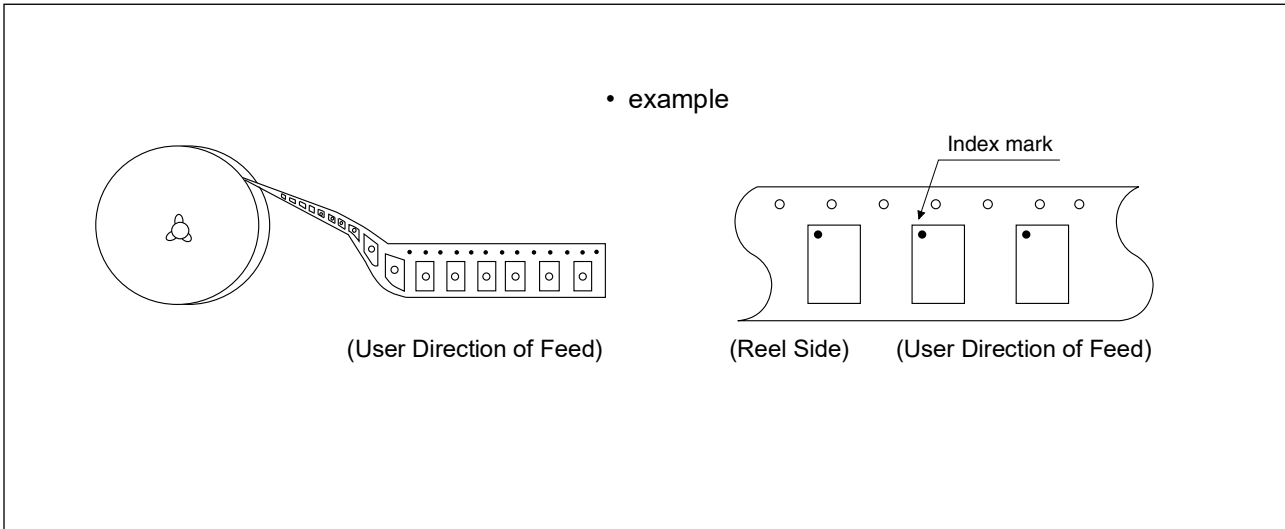 • example
Index mark
(User Direction of Feed)
(Reel Side)
(User Direction of Feed)